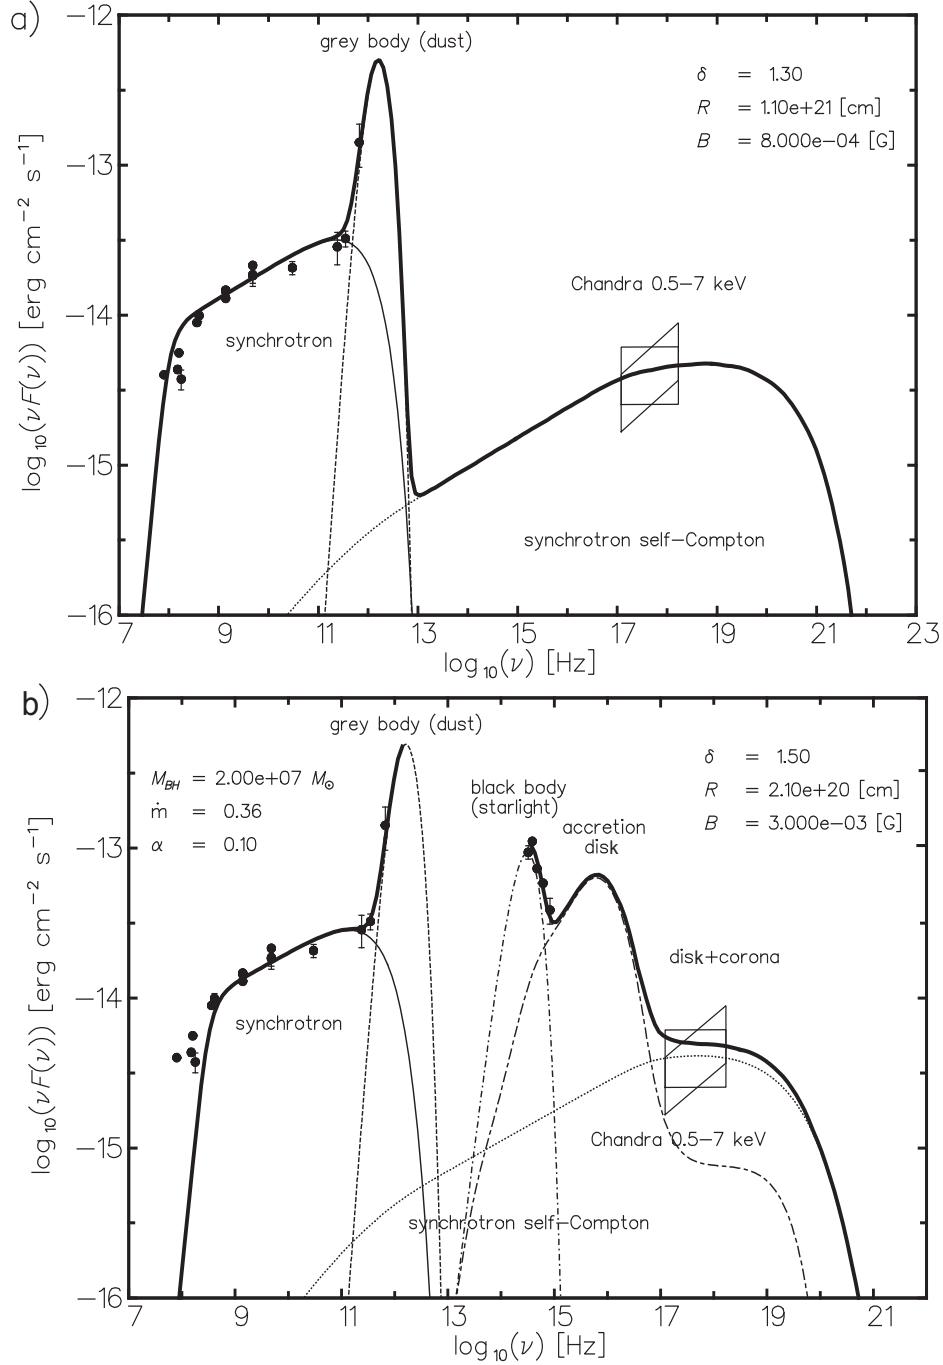 a)
−12
grey body (dust)
δ = 1.30
R = 1.10e+21 [cm]
B = 8.000e−04 [G]
−13
−14
−15
−16
log₁₀(νF(ν)) [erg cm⁻² s⁻¹]
Chandra 0.5−7 keV
synchrotron
synchrotron self−Compton
7 9 11 13 15 17 19 21 23
log₁₀(ν) [Hz]
b)
−12
grey body (dust)
M_BH = 2.00e+07 M☉
ṁ = 0.36
α = 0.10
black body
(starlight)
accretion
disk
δ = 1.50
R = 2.10e+20 [cm]
B = 3.000e−03 [G]
−13
−14
−15
−16
log₁₀(νF(ν)) [erg cm⁻² s⁻¹]
disk+corona
synchrotron
Chandra 0.5−7 keV
synchrotron self−Compton
7 9 11 13 15 17 19 21
log₁₀(ν) [Hz]